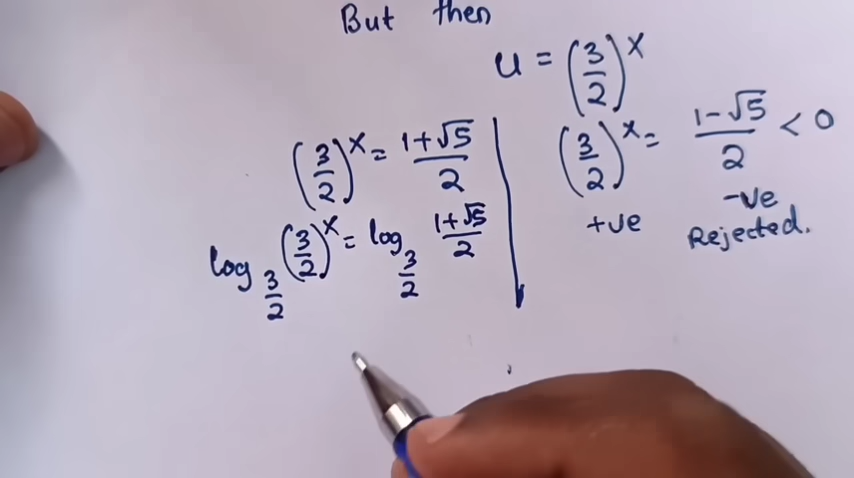 But then
u = (3/2)^x
(3/2)^x = (1+√5)/2
(3/2)^x = (1-√5)/2 < 0
+ve
-ve
Rejected.
log_{3/2} (3/2)^x = log_{3/2} (1+√5)/2